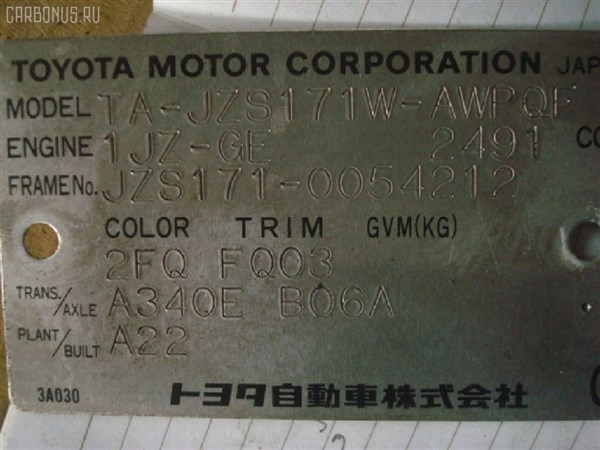 CARBONUS.RU
TOYOTA MOTOR CORPORATION JAP
MODEL TA-JZS171W-AWPQF
ENGINE 1JZ-GE 2491 CC
FRAME No. JZS171-0054212
COLOR TRIM GVM(KG)
2FQ FQ03
TRANS./AXLE A340E B06A
PLANT/BUILT A22
3A030 トヨタ自動車株式会社